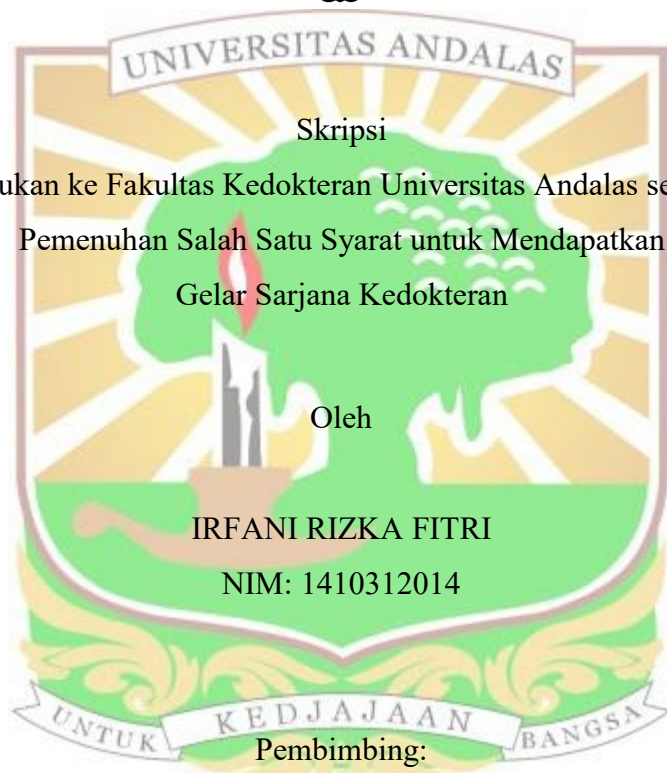 UNIVERSITAS ANDALAS
Skripsi
ukan ke Fakultas Kedokteran Universitas Andalas se
Pemenuhan Salah Satu Syarat untuk Mendapatkan
Gelar Sarjana Kedokteran
Oleh
IRFANI RIZKA FITRI
NIM: 1410312014
UNTUK KEDJAJAAN BANGSA
Pembimbing: